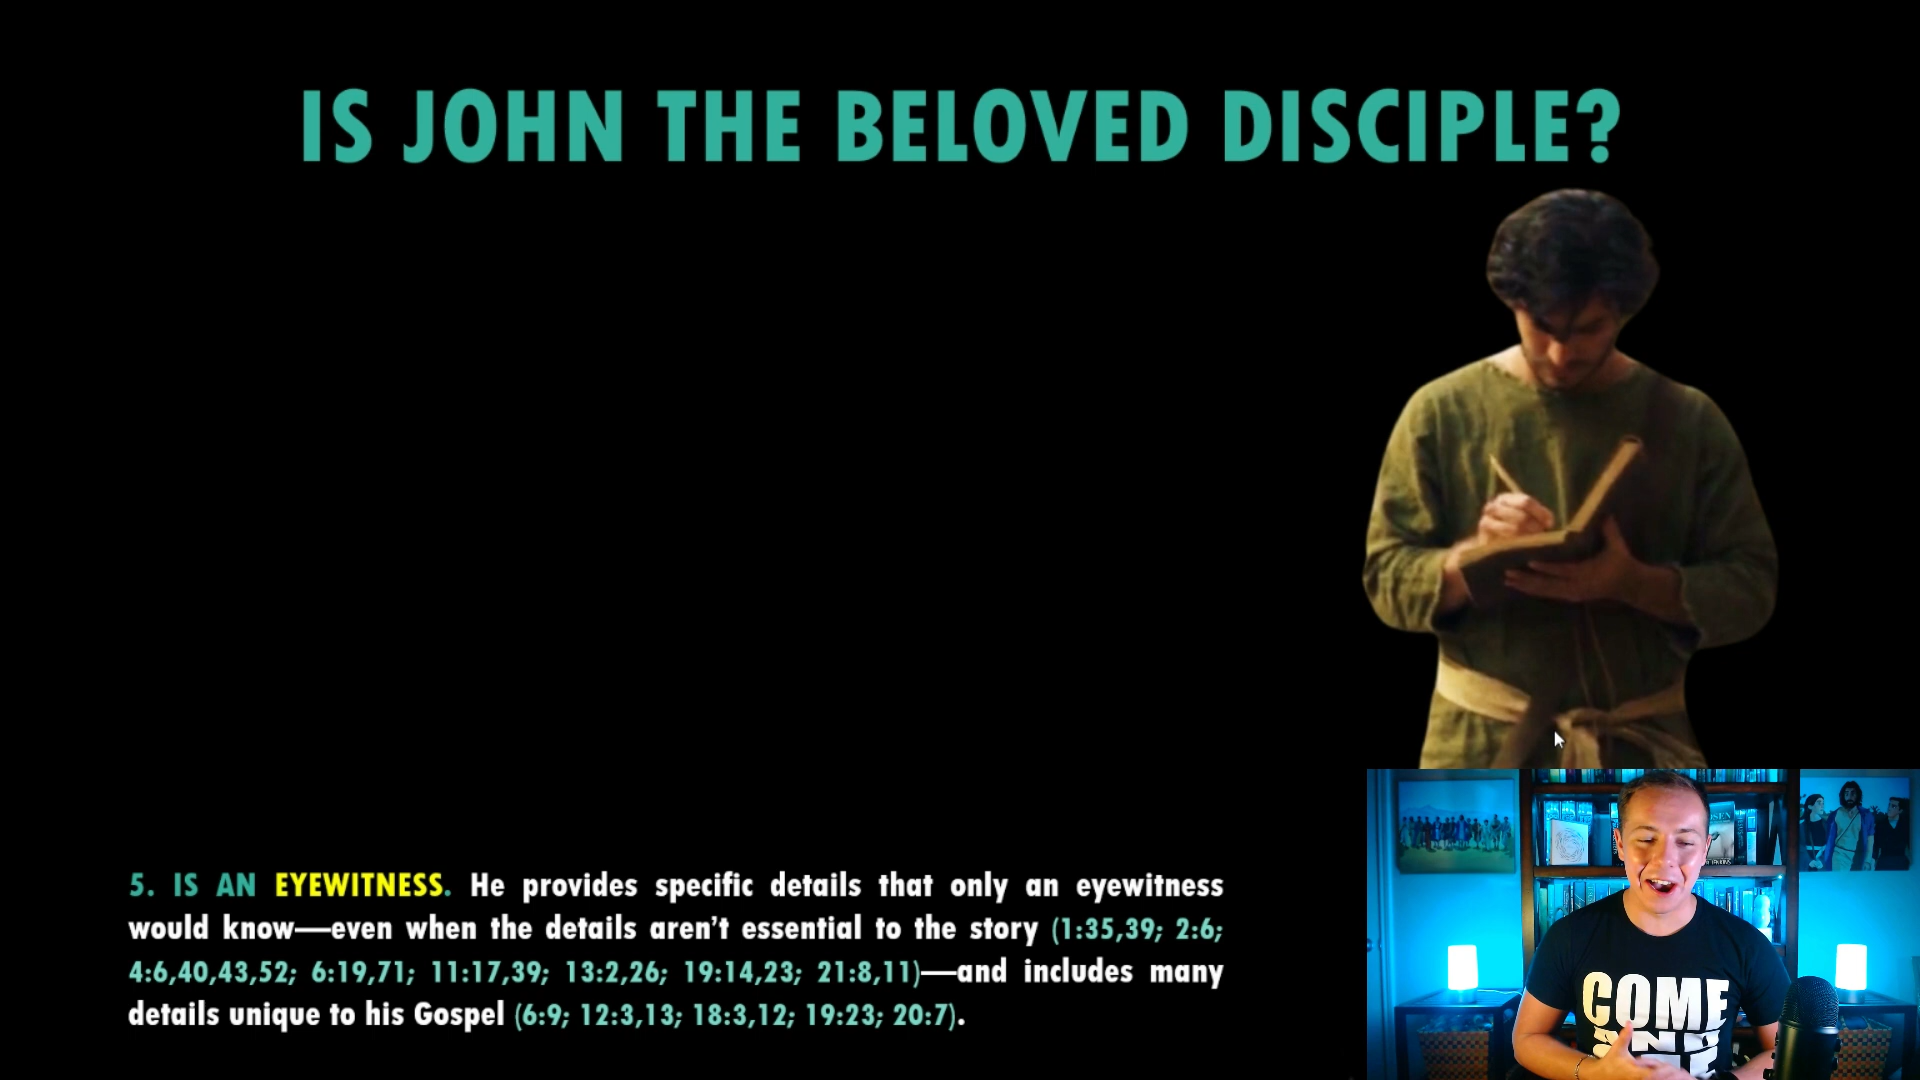 IS JOHN THE BELOVED DISCIPLE?
5. IS AN EYEWITNESS. He provides specific details that only an eyewitness
would know—even when the details aren't essential to the story (1:35,39; 2:6;
4:6,40,43,52; 6:19,71; 11:17,39; 13:2,26; 19:14,23; 21:8,11)—and includes many
details unique to his Gospel (6:9; 12:3,13; 18:3,12; 19:23; 20:7).
COME
AND